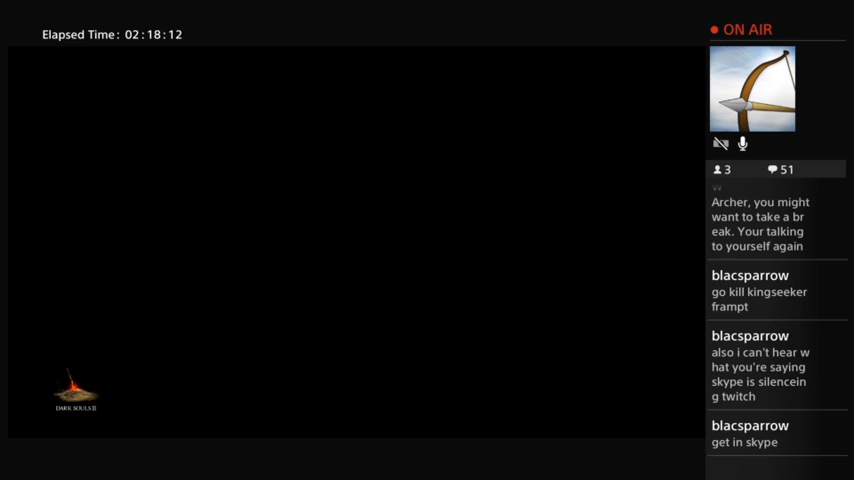 Elapsed Time: 02:18:12
ON AIR
3 51
Archer, you might
want to take a br
eak. Your talking
to yourself again
blacsparrow
go kill kingseeker
frampt
blacsparrow
also i can't hear w
hat you're saying
skype is silencein
g twitch
blacsparrow
get in skype
DARK SOULS II